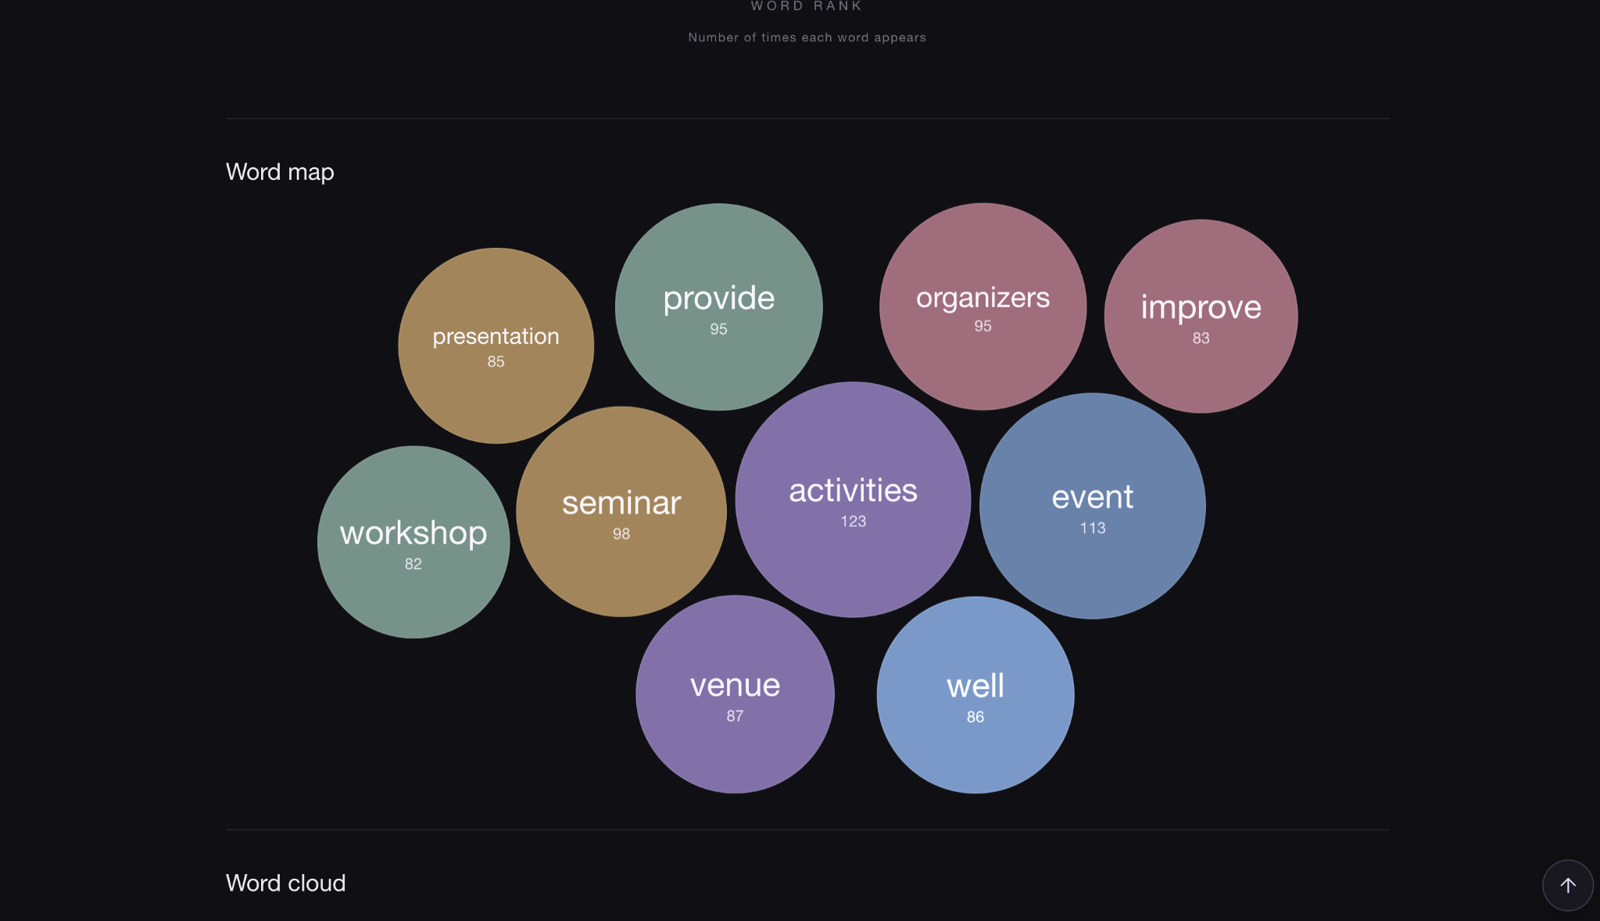 WORD RANK
Number of times each word appears
Word map
provide
95
organizers
95
improve
83
presentation
85
activities
123
event
113
seminar
98
workshop
82
venue
87
well
86
Word cloud